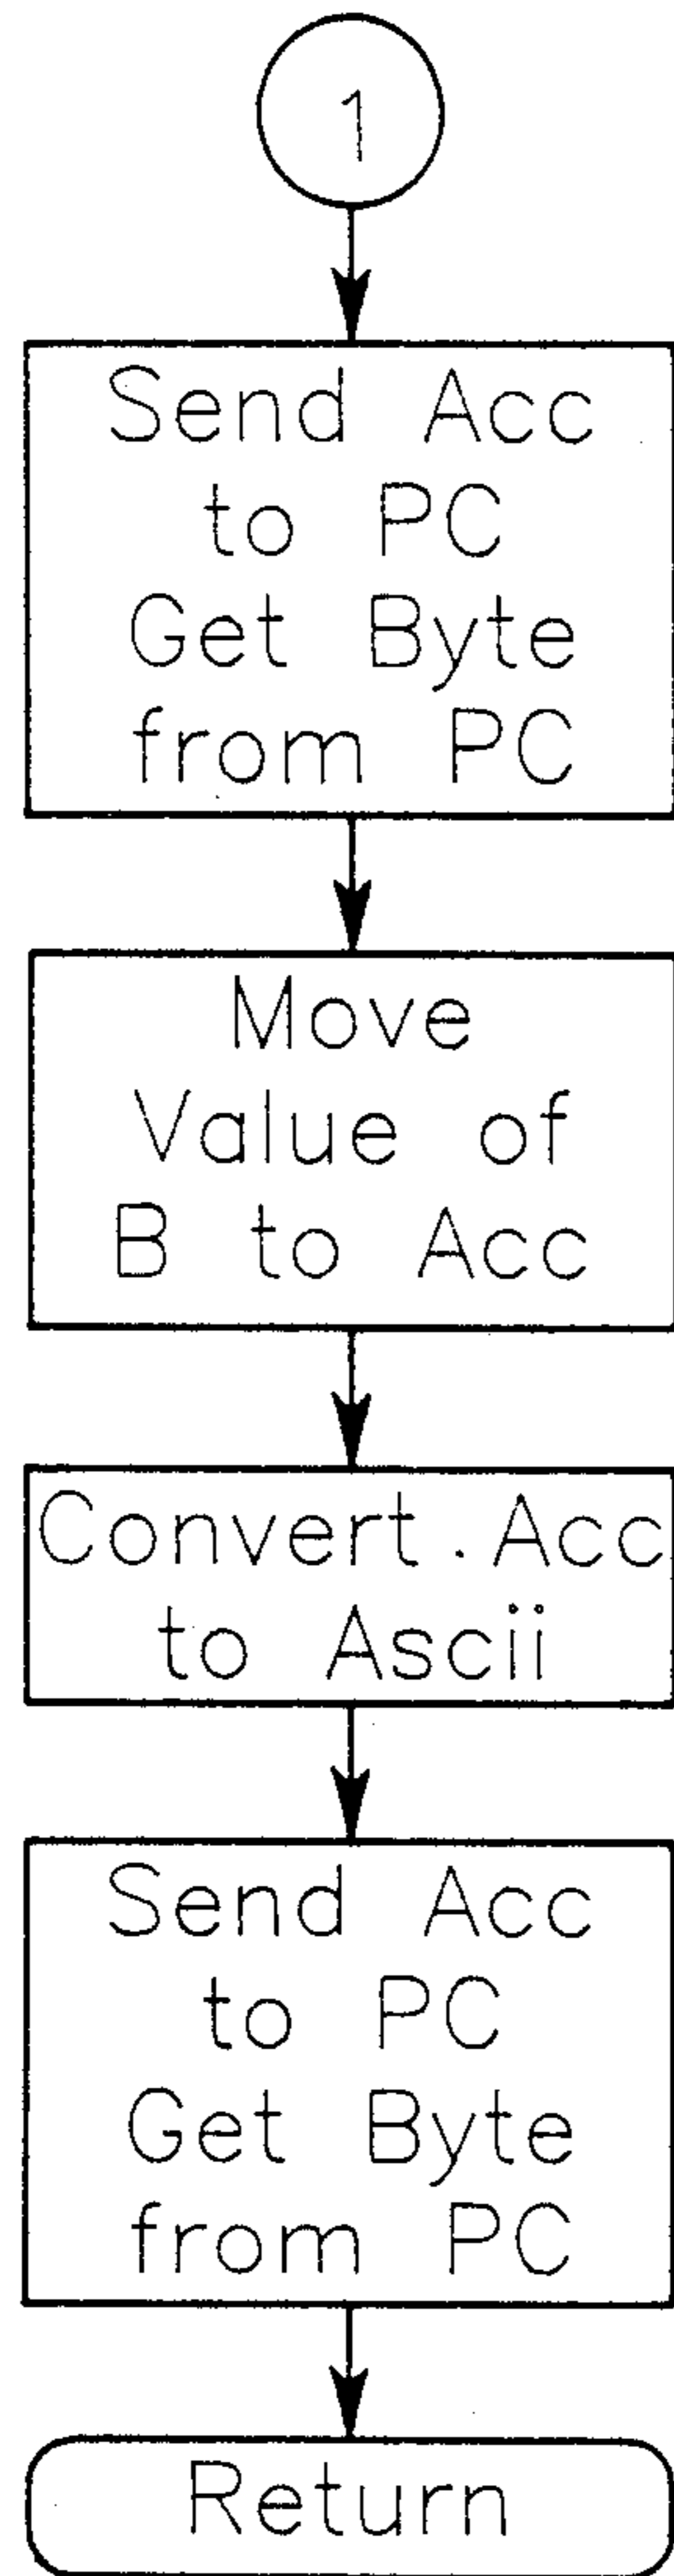 1
Send Acc
to PC
Get Byte
from PC
Move
Value of
B to Acc
Convert Acc
to Ascii
Send Acc
to PC
Get Byte
from PC
Return